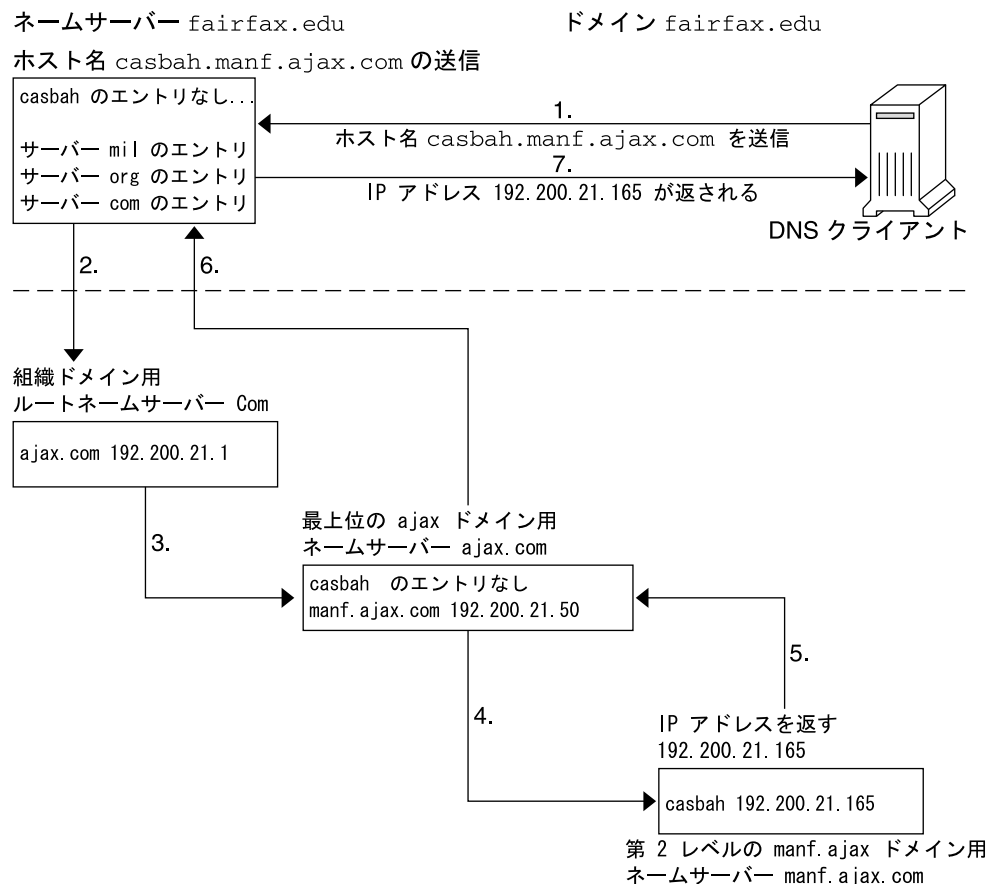 ネームサーバー fairfax.edu
ドメイン fairfax.edu
ホスト名 casbah.manf.ajax.com の送信
casbah のエントリなし...
サーバー mil のエントリ
サーバー org のエントリ
サーバー com のエントリ
1.
ホスト名 casbah.manf.ajax.com を送信
7.
IP アドレス 192.200.21.165 が返される
DNS クライアント
2.
6.
組織ドメイン用
ルートネームサーバー Com
ajax.com 192.200.21.1
3.
最上位の ajax ドメイン用
ネームサーバー ajax.com
casbah のエントリなし
manf.ajax.com 192.200.21.50
4.
5.
IP アドレスを返す
192.200.21.165
casbah 192.200.21.165
第 2 レベルの manf.ajax ドメイン用
ネームサーバー manf.ajax.com